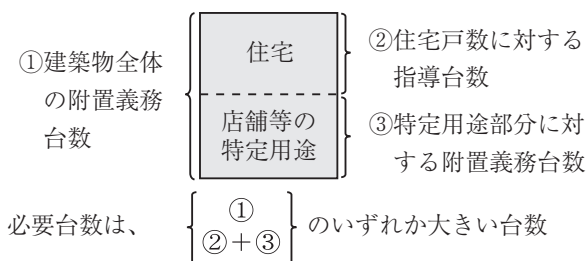 ①建築物全体
の附置義務
台数
住宅
店舗等の
特定用途
②住宅戸数に対する
指導台数
③特定用途部分に対
する附置義務台数
必要台数は、
①
②+③
のいずれか大きい台数